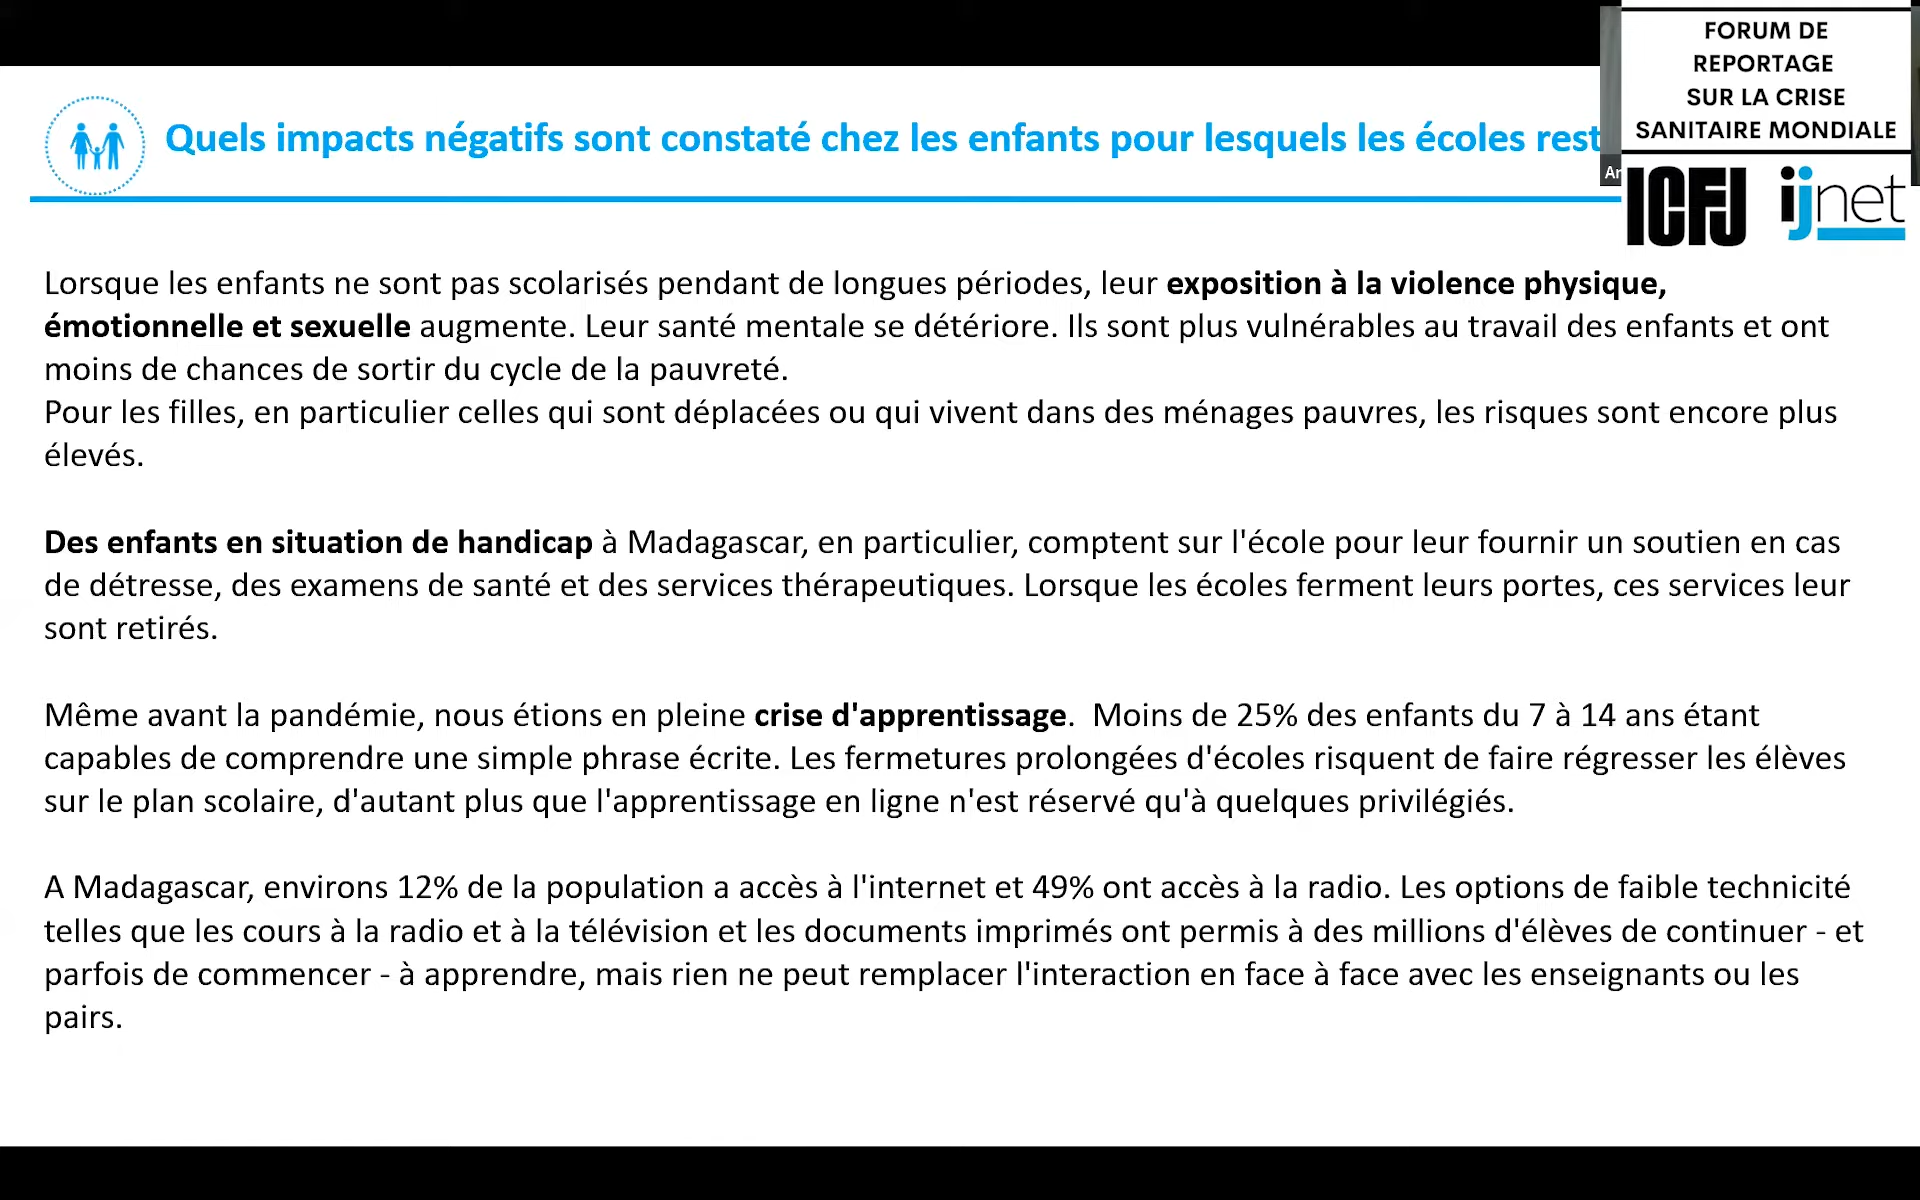 FORUM DE
REPORTAGE
SUR LA CRISE
SANITAIRE MONDIALE
ICFJ ijnet
Quels impacts négatifs sont constaté chez les enfants pour lesquels les écoles
Lorsque les enfants ne sont pas scolarisés pendant de longues périodes, leur exposition à la violence physique,
émotionnelle et sexuelle augmente. Leur santé mentale se détériore. Ils sont plus vulnérables au travail des enfants et ont
moins de chances de sortir du cycle de la pauvreté.
Pour les filles, en particulier celles qui sont déplacées ou qui vivent dans des ménages pauvres, les risques sont encore plus
élevés.
Des enfants en situation de handicap à Madagascar, en particulier, comptent sur l'école pour leur fournir un soutien en cas
de détresse, des examens de santé et des services thérapeutiques. Lorsque les écoles ferment leurs portes, ces services leur
sont retirés.
Même avant la pandémie, nous étions en pleine crise d'apprentissage.  Moins de 25% des enfants du 7 à 14 ans étant
capables de comprendre une simple phrase écrite. Les fermetures prolongées d'écoles risquent de faire régresser les élèves
sur le plan scolaire, d'autant plus que l'apprentissage en ligne n'est réservé qu'à quelques privilégiés.
A Madagascar, environs 12% de la population a accès à l'internet et 49% ont accès à la radio. Les options de faible technicité
telles que les cours à la radio et à la télévision et les documents imprimés ont permis à des millions d'élèves de continuer - et
parfois de commencer - à apprendre, mais rien ne peut remplacer l'interaction en face à face avec les enseignants ou les
pairs.